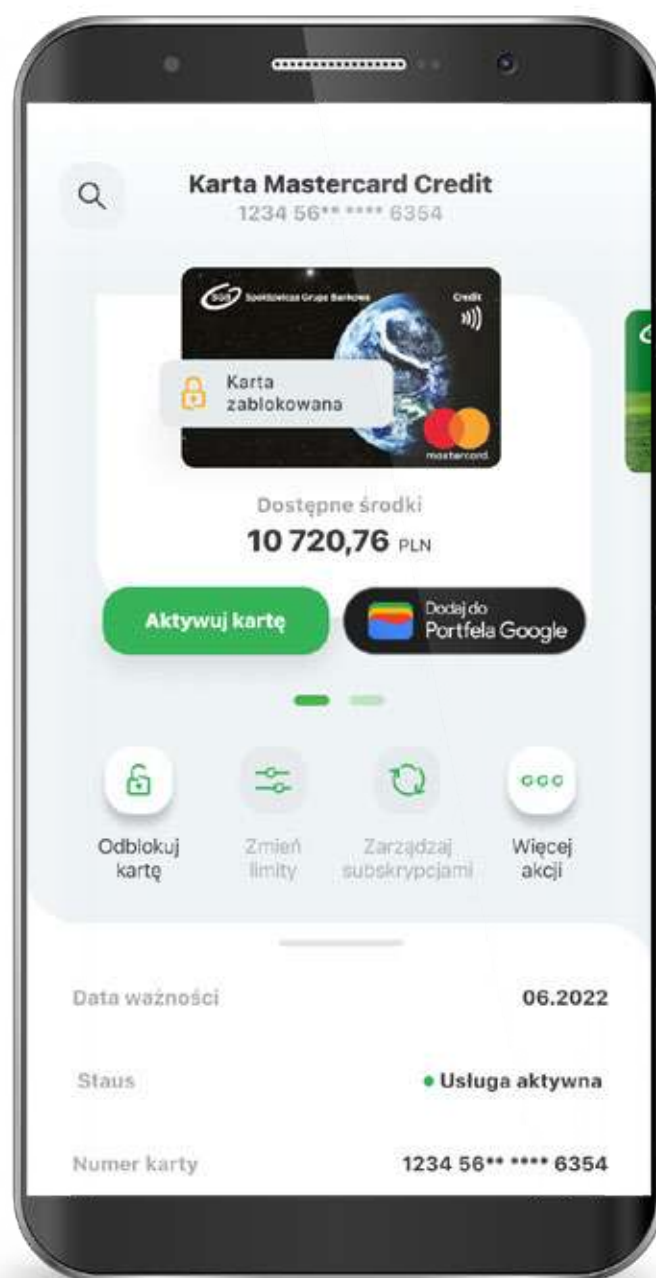 Karta Mastercard Credit
1234 56** **** 6354
SGB Spółdzielcza Grupa Bankowa
Credit
Karta
zablokowana
mastercard
Dostępne środki
10 720,76 PLN
Aktywuj kartę
Dodaj do
Portfela Google
Odblokuj
kartę
Zmień
limity
Zarządzaj
subskrypcjami
Więcej
akcji
Data ważności
06.2022
Staus
Usługa aktywna
Numer karty
1234 56** **** 6354